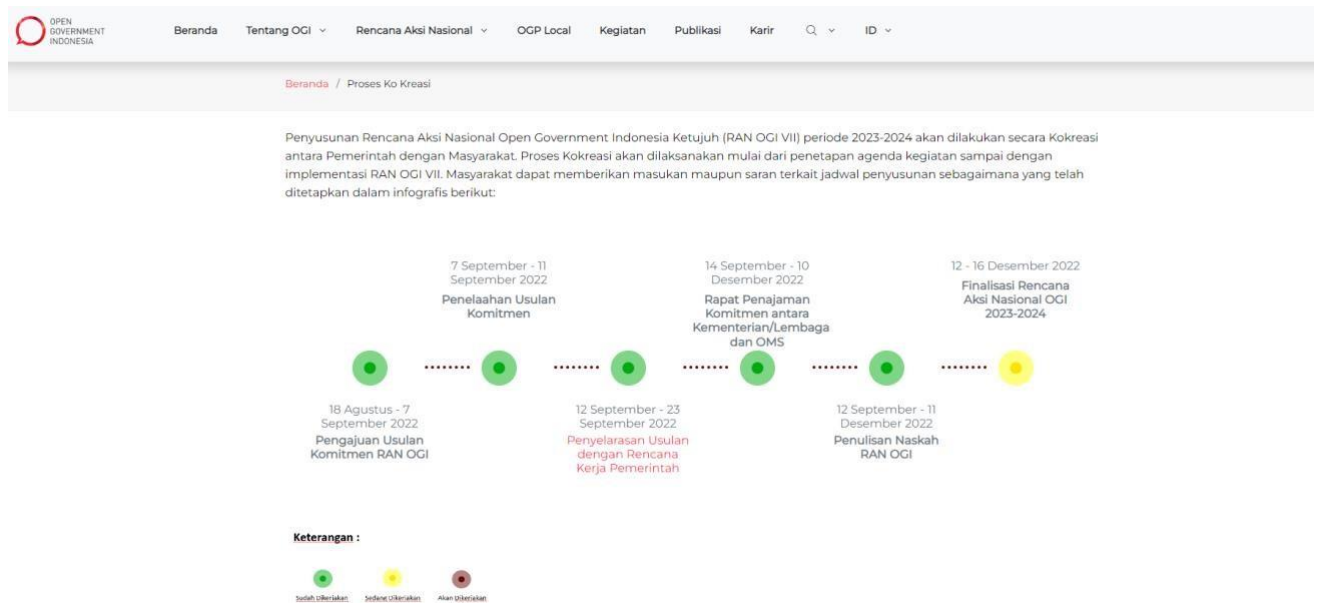 OPEN
GOVERNMENT
INDONESIA
Beranda Tentang OGI Rencana Aksi Nasional OGP Local Kegiatan Publikasi Karir ID
Beranda / Proses Ko Kreasi
Penyusunan Rencana Aksi Nasional Open Government Indonesia Ketujuh (RAN OGI VII) periode 2023-2024 akan dilakukan secara Kokreasi
antara Pemerintah dengan Masyarakat. Proses Kokreasi akan dilaksanakan mulai dari penetapan agenda kegiatan sampai dengan
implementasi RAN OGI VII. Masyarakat dapat memberikan masukan maupun saran terkait jadwal penyusunan sebagaimana yang telah
ditetapkan dalam infografis berikut:
18 Agustus - 7
September 2022
Pengajuan Usulan
Komitmen RAN OGI
7 September - 11
September 2022
Penelaahan Usulan
Komitmen
12 September - 23
September 2022
Penyelarasan Usulan
dengan Rencana
Kerja Pemerintah
14 September - 10
Desember 2022
Rapat Penajaman
Komitmen antara
Kementerian/Lembaga
dan OMS
12 September - 11
Desember 2022
Penulisan Naskah
RAN OGI
12 - 16 Desember 2022
Finalisasi Rencana
Aksi Nasional OGI
2023-2024
Keterangan :
Sudah Dikerjakan Sedang Dikerjakan Akan Dikerjakan